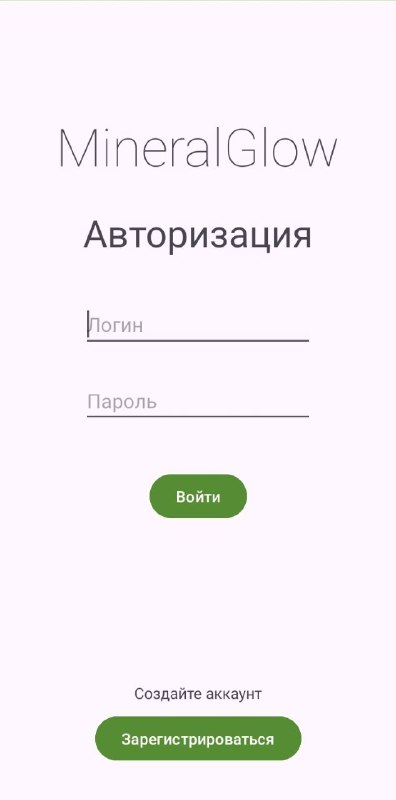 MineralGlow
Авторизация
Логин
Пароль
Войти
Создайте аккаунт
Зарегистрироваться